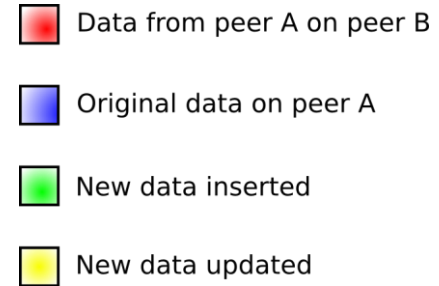 Data from peer A on peer B
Original data on peer A
New data inserted
New data updated